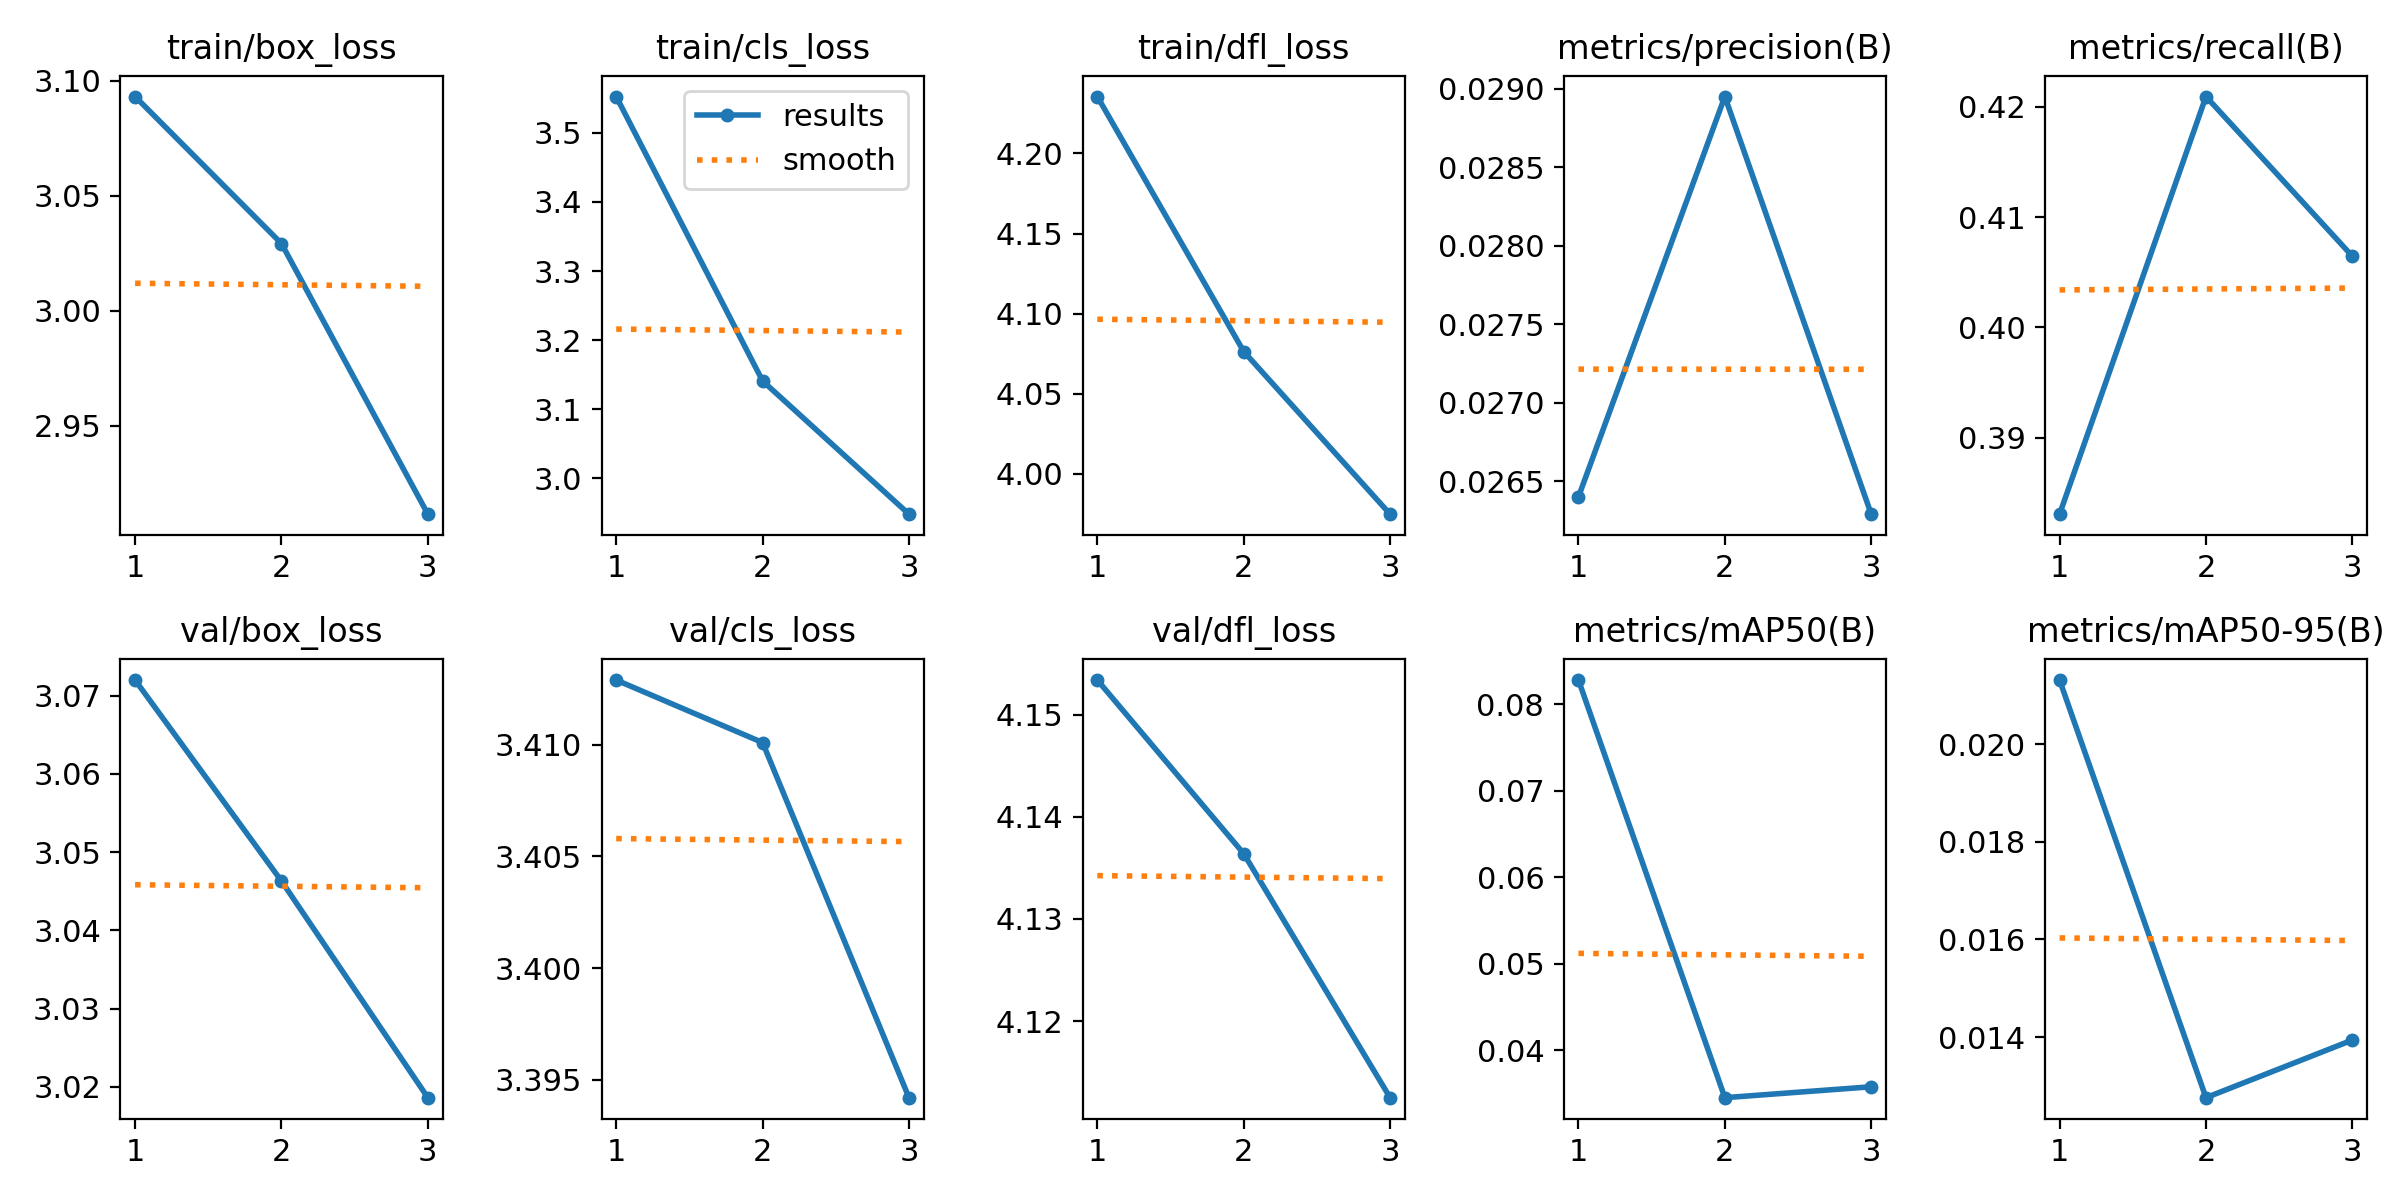 train/box_loss
3.10
3.05
3.00
2.95
1 2 3
train/cls_loss
results
smooth
3.5
3.4
3.3
3.2
3.1
3.0
1 2 3
train/dfl_loss
4.20
4.15
4.10
4.05
4.00
1 2 3
metrics/precision(B)
0.0290
0.0285
0.0280
0.0275
0.0270
0.0265
1 2 3
metrics/recall(B)
0.42
0.41
0.40
0.39
1 2 3
val/box_loss
3.07
3.06
3.05
3.04
3.03
3.02
1 2 3
val/cls_loss
3.410
3.405
3.400
3.395
1 2 3
val/dfl_loss
4.15
4.14
4.13
4.12
1 2 3
metrics/mAP50(B)
0.08
0.07
0.06
0.05
0.04
1 2 3
metrics/mAP50-95(B)
0.020
0.018
0.016
0.014
1 2 3